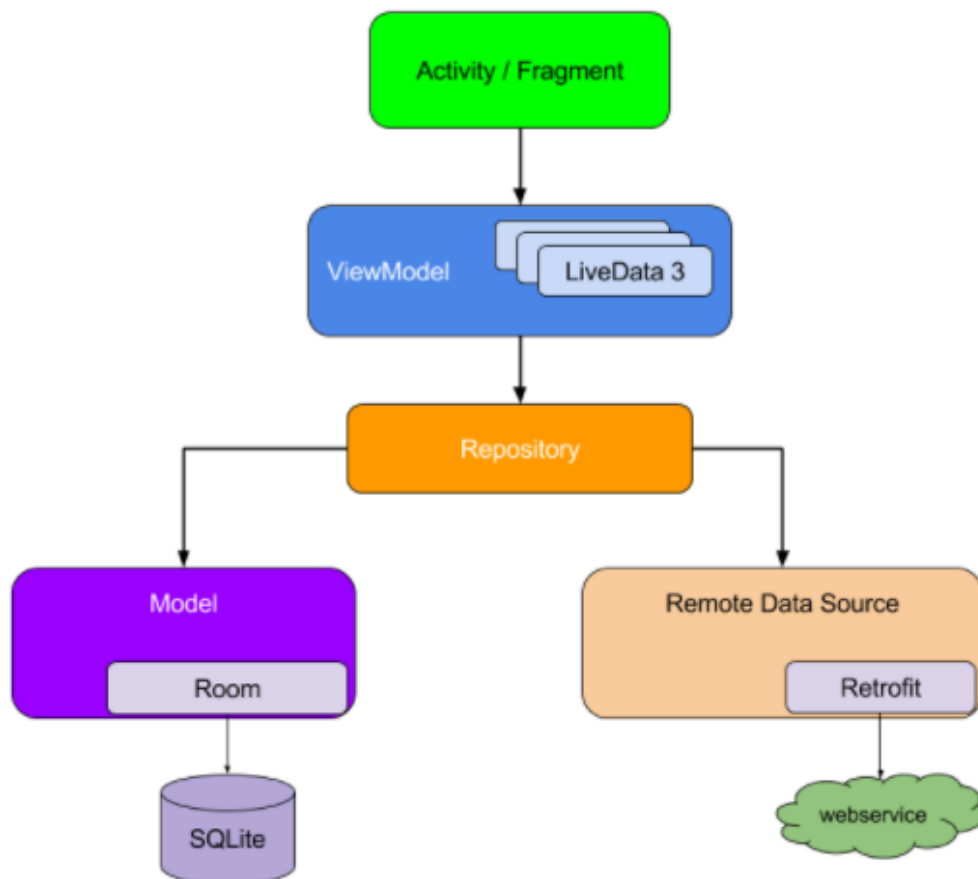 Activity / Fragment
ViewModel
LiveData 3
Repository
Model
Remote Data Source
Room
Retrofit
SQLite
webservice